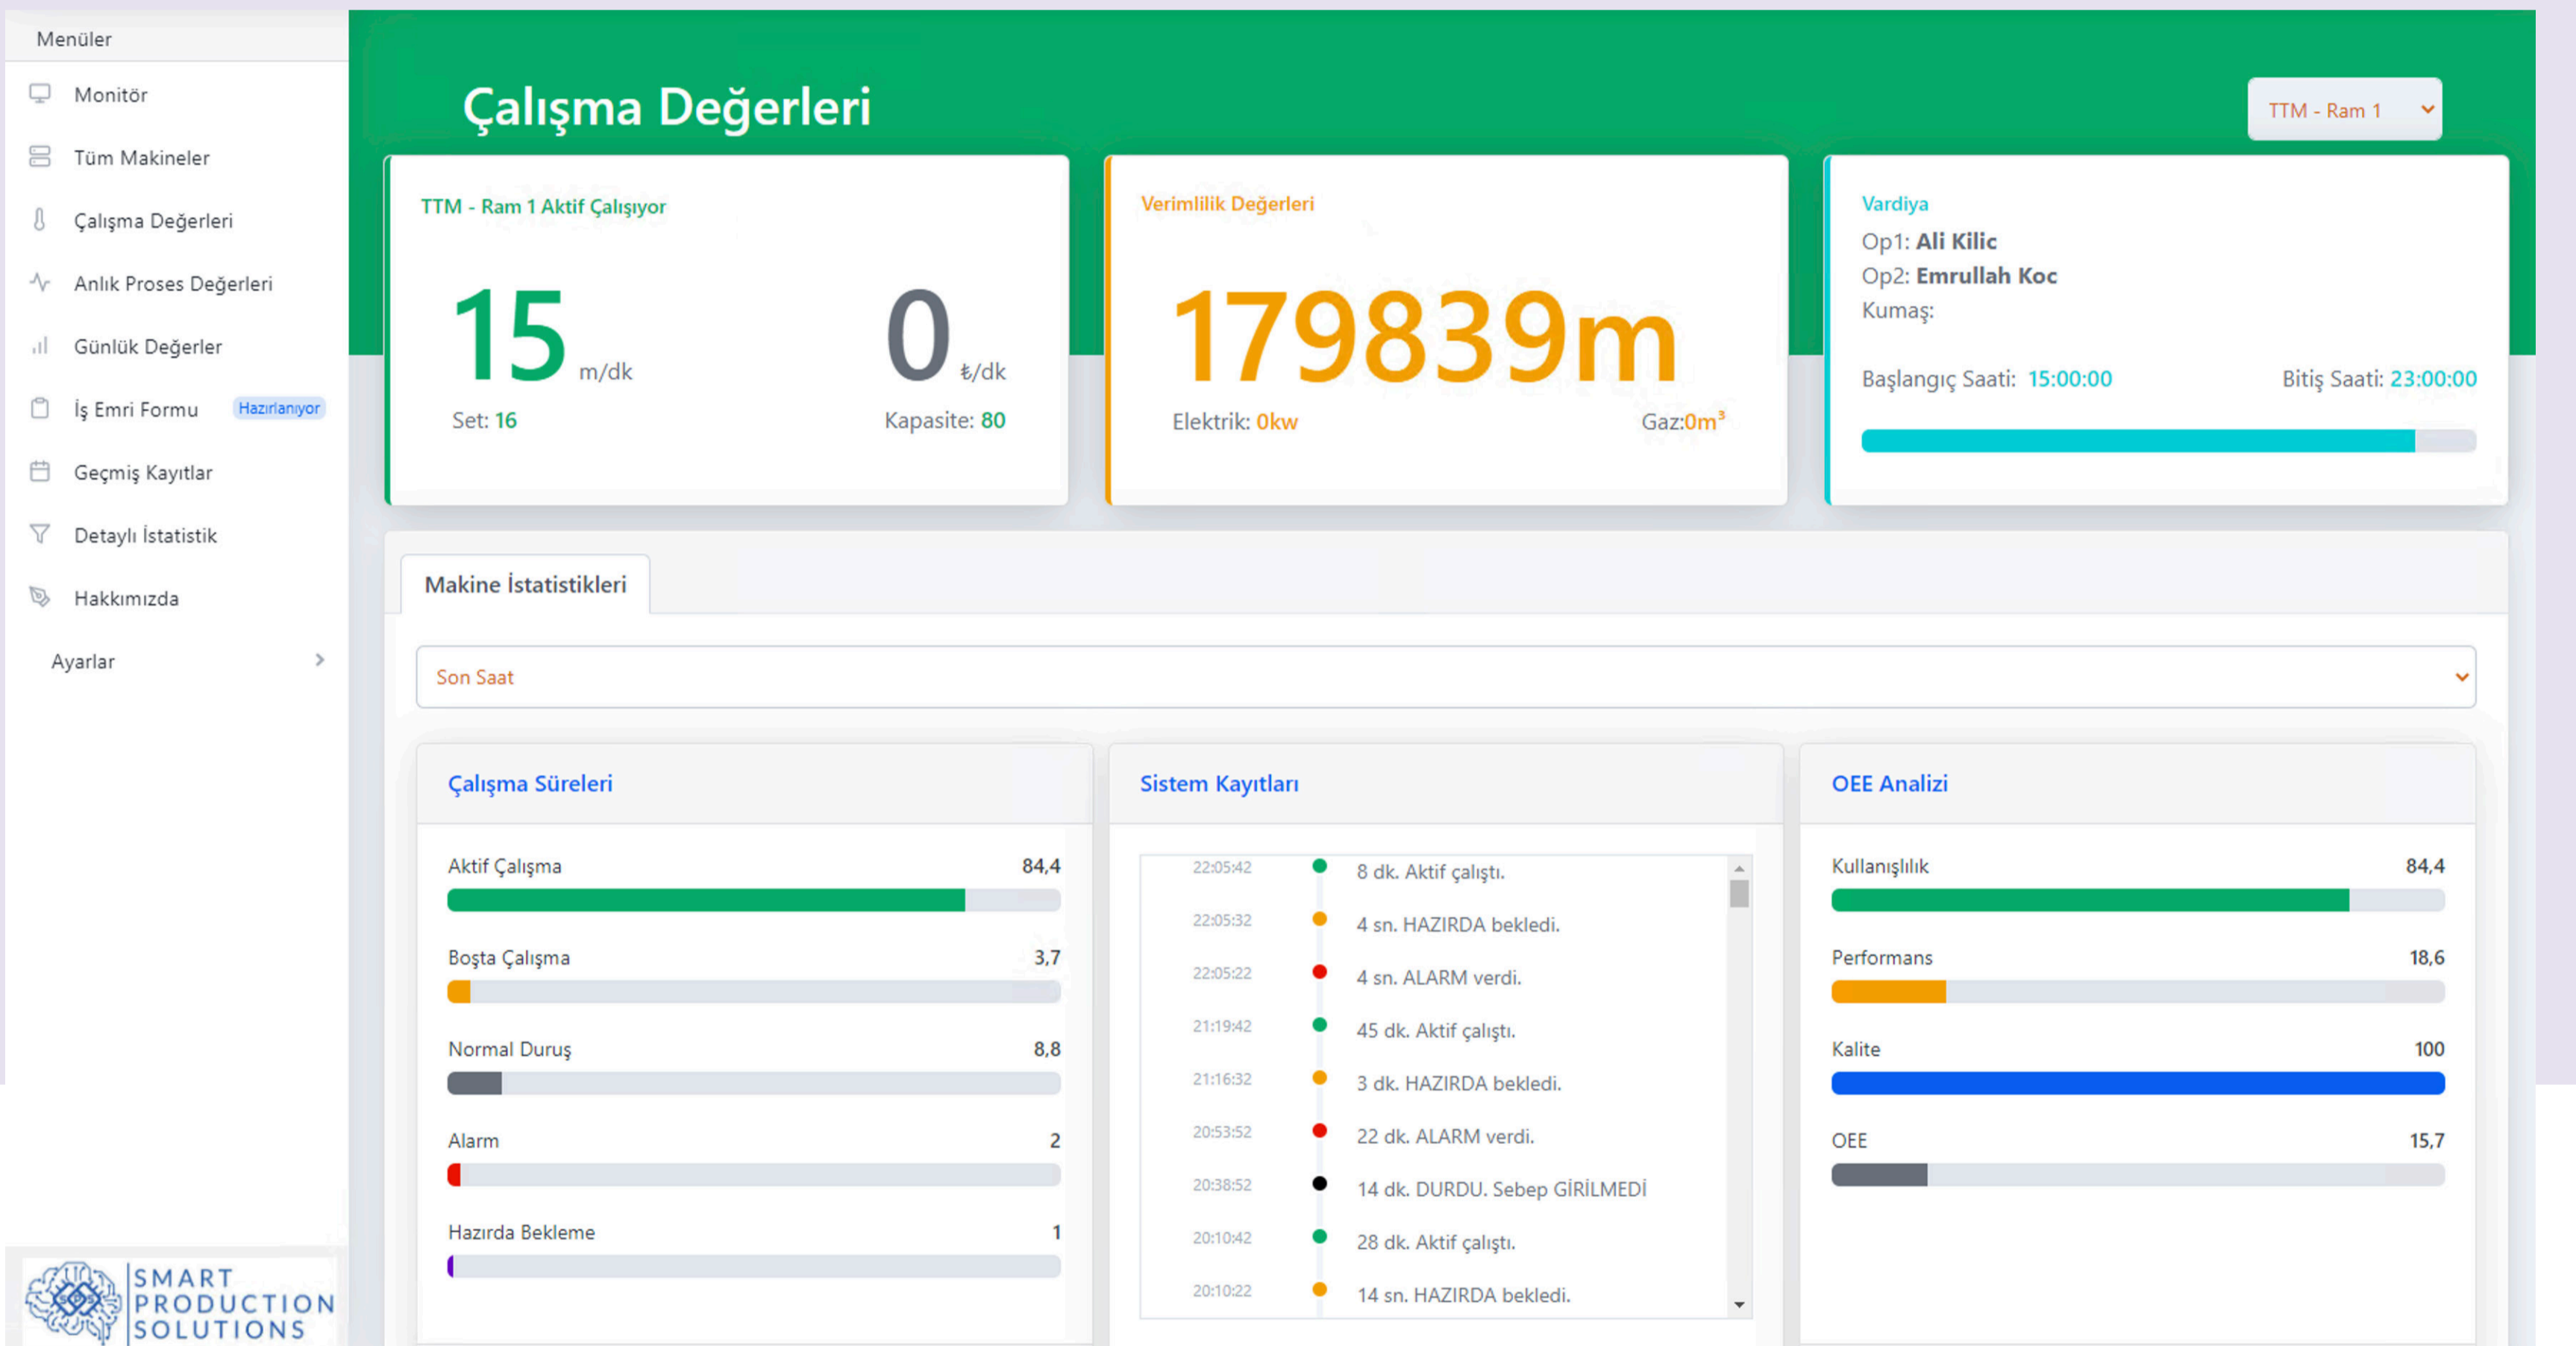 Menüler
Monitör
Tüm Makineler
Çalışma Değerleri
Anlık Proses Değerleri
Günlük Değerler
İş Emri Formu Hazırlanıyor
Geçmiş Kayıtlar
Detaylı İstatistik
Hakkımızda
Ayarlar
SMART
PRODUCTION
SOLUTIONS
Çalışma Değerleri
TTM - Ram 1
TTM - Ram 1 Aktif Çalışıyor
15 m/dk 0 ₺/dk
Set: 16 Kapasite: 80
Verimlilik Değerleri
179839m
Elektrik: 0kw Gaz:0m³
Vardiya
Op1: Ali Kilic
Op2: Emrullah Koc
Kumaş:
Başlangıç Saati: 15:00:00 Bitiş Saati: 23:00:00
Makine İstatistikleri
Son Saat
Çalışma Süreleri
Aktif Çalışma 84,4
Boşta Çalışma 3,7
Normal Duruş 8,8
Alarm 2
Hazırda Bekleme 1
Sistem Kayıtları
22:05:42 8 dk. Aktif çalıştı.
22:05:32 4 sn. HAZIRDA bekledi.
22:05:22 4 sn. ALARM verdi.
21:19:42 45 dk. Aktif çalıştı.
21:16:32 3 dk. HAZIRDA bekledi.
20:53:52 22 dk. ALARM verdi.
20:38:52 14 dk. DURDU. Sebep GİRİLMEDİ
20:10:42 28 dk. Aktif çalıştı.
20:10:22 14 sn. HAZIRDA bekledi.
OEE Analizi
Kullanışlılık 84,4
Performans 18,6
Kalite 100
OEE 15,7